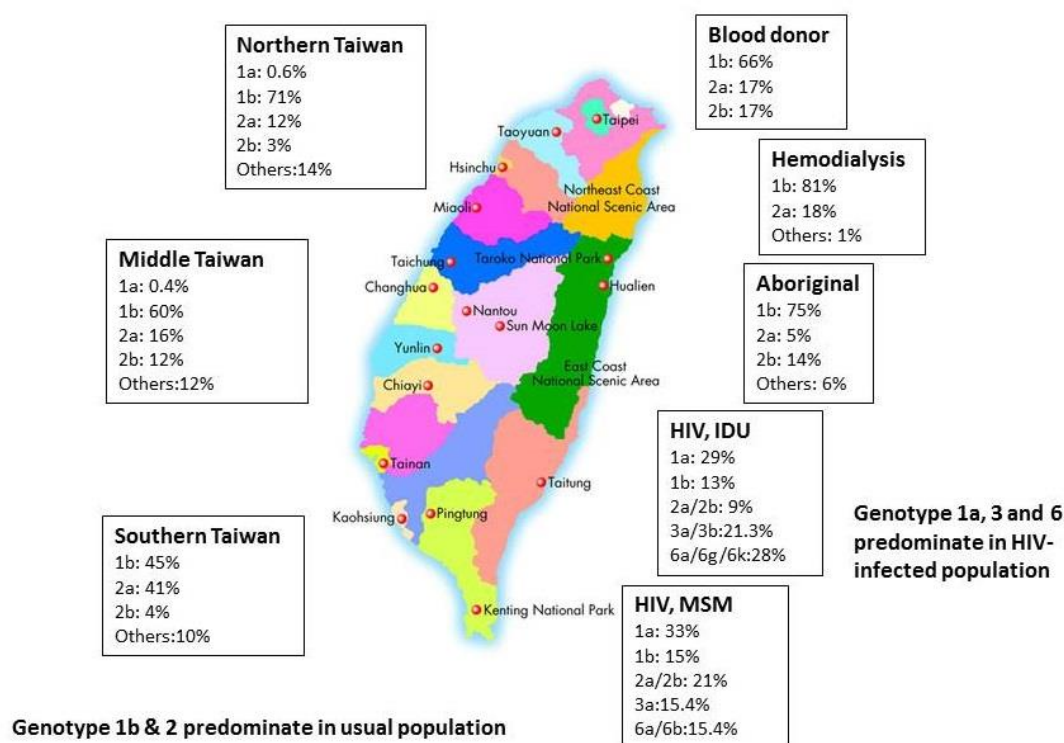 Northern Taiwan
1a: 0.6%
1b: 71%
2a: 12%
2b: 3%
Others:14%
Blood donor
1b: 66%
2a: 17%
2b: 17%
Taipei
Taoyuan
Hsinchu
Northeast Coast
National Scenic Area
Miaoli
Hemodialysis
1b: 81%
2a: 18%
Others: 1%
Middle Taiwan
1a: 0.4%
1b: 60%
2a: 16%
2b: 12%
Others:12%
Taroko National Park
Taichung
Changhua
Hualien
Nantou
Sun Moon Lake
Yunlin
East Coast
National Scenic Area
Chiayi
Aboriginal
1b: 75%
2a: 5%
2b: 14%
Others: 6%
HIV, IDU
1a: 29%
1b: 13%
2a/2b: 9%
3a/3b:21.3%
6a/6g/6k:28%
Tainan
Taitung
Kaohsiung
Pingtung
Genotype 1a, 3 and 6
predominate in HIV-
infected population
Southern Taiwan
1b: 45%
2a: 41%
2b: 4%
Others:10%
Kenting National Park
HIV, MSM
1a: 33%
1b: 15%
2a/2b: 21%
3a:15.4%
6a/6b:15.4%
Genotype 1b & 2 predominate in usual population